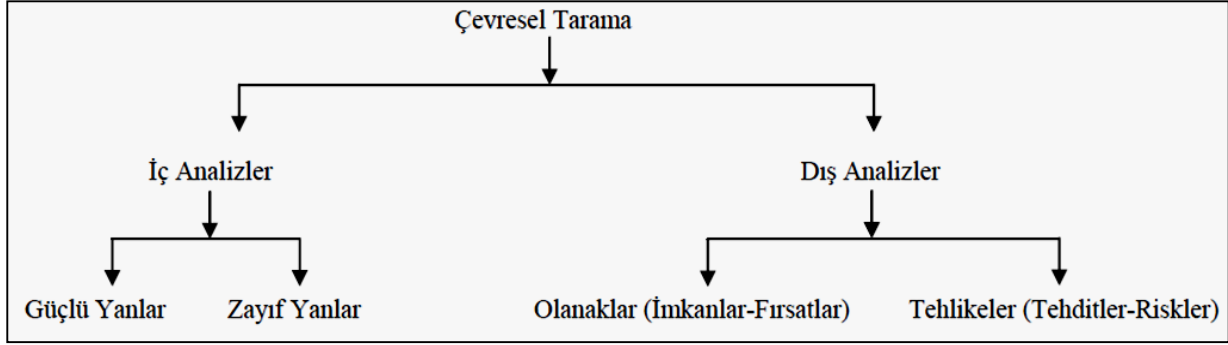 Çevresel Tarama
İç Analizler
Dış Analizler
Güçlü Yanlar
Zayıf Yanlar
Olanaklar (İmkanlar-Fırsatlar)
Tehlikeler (Tehditler-Riskler)